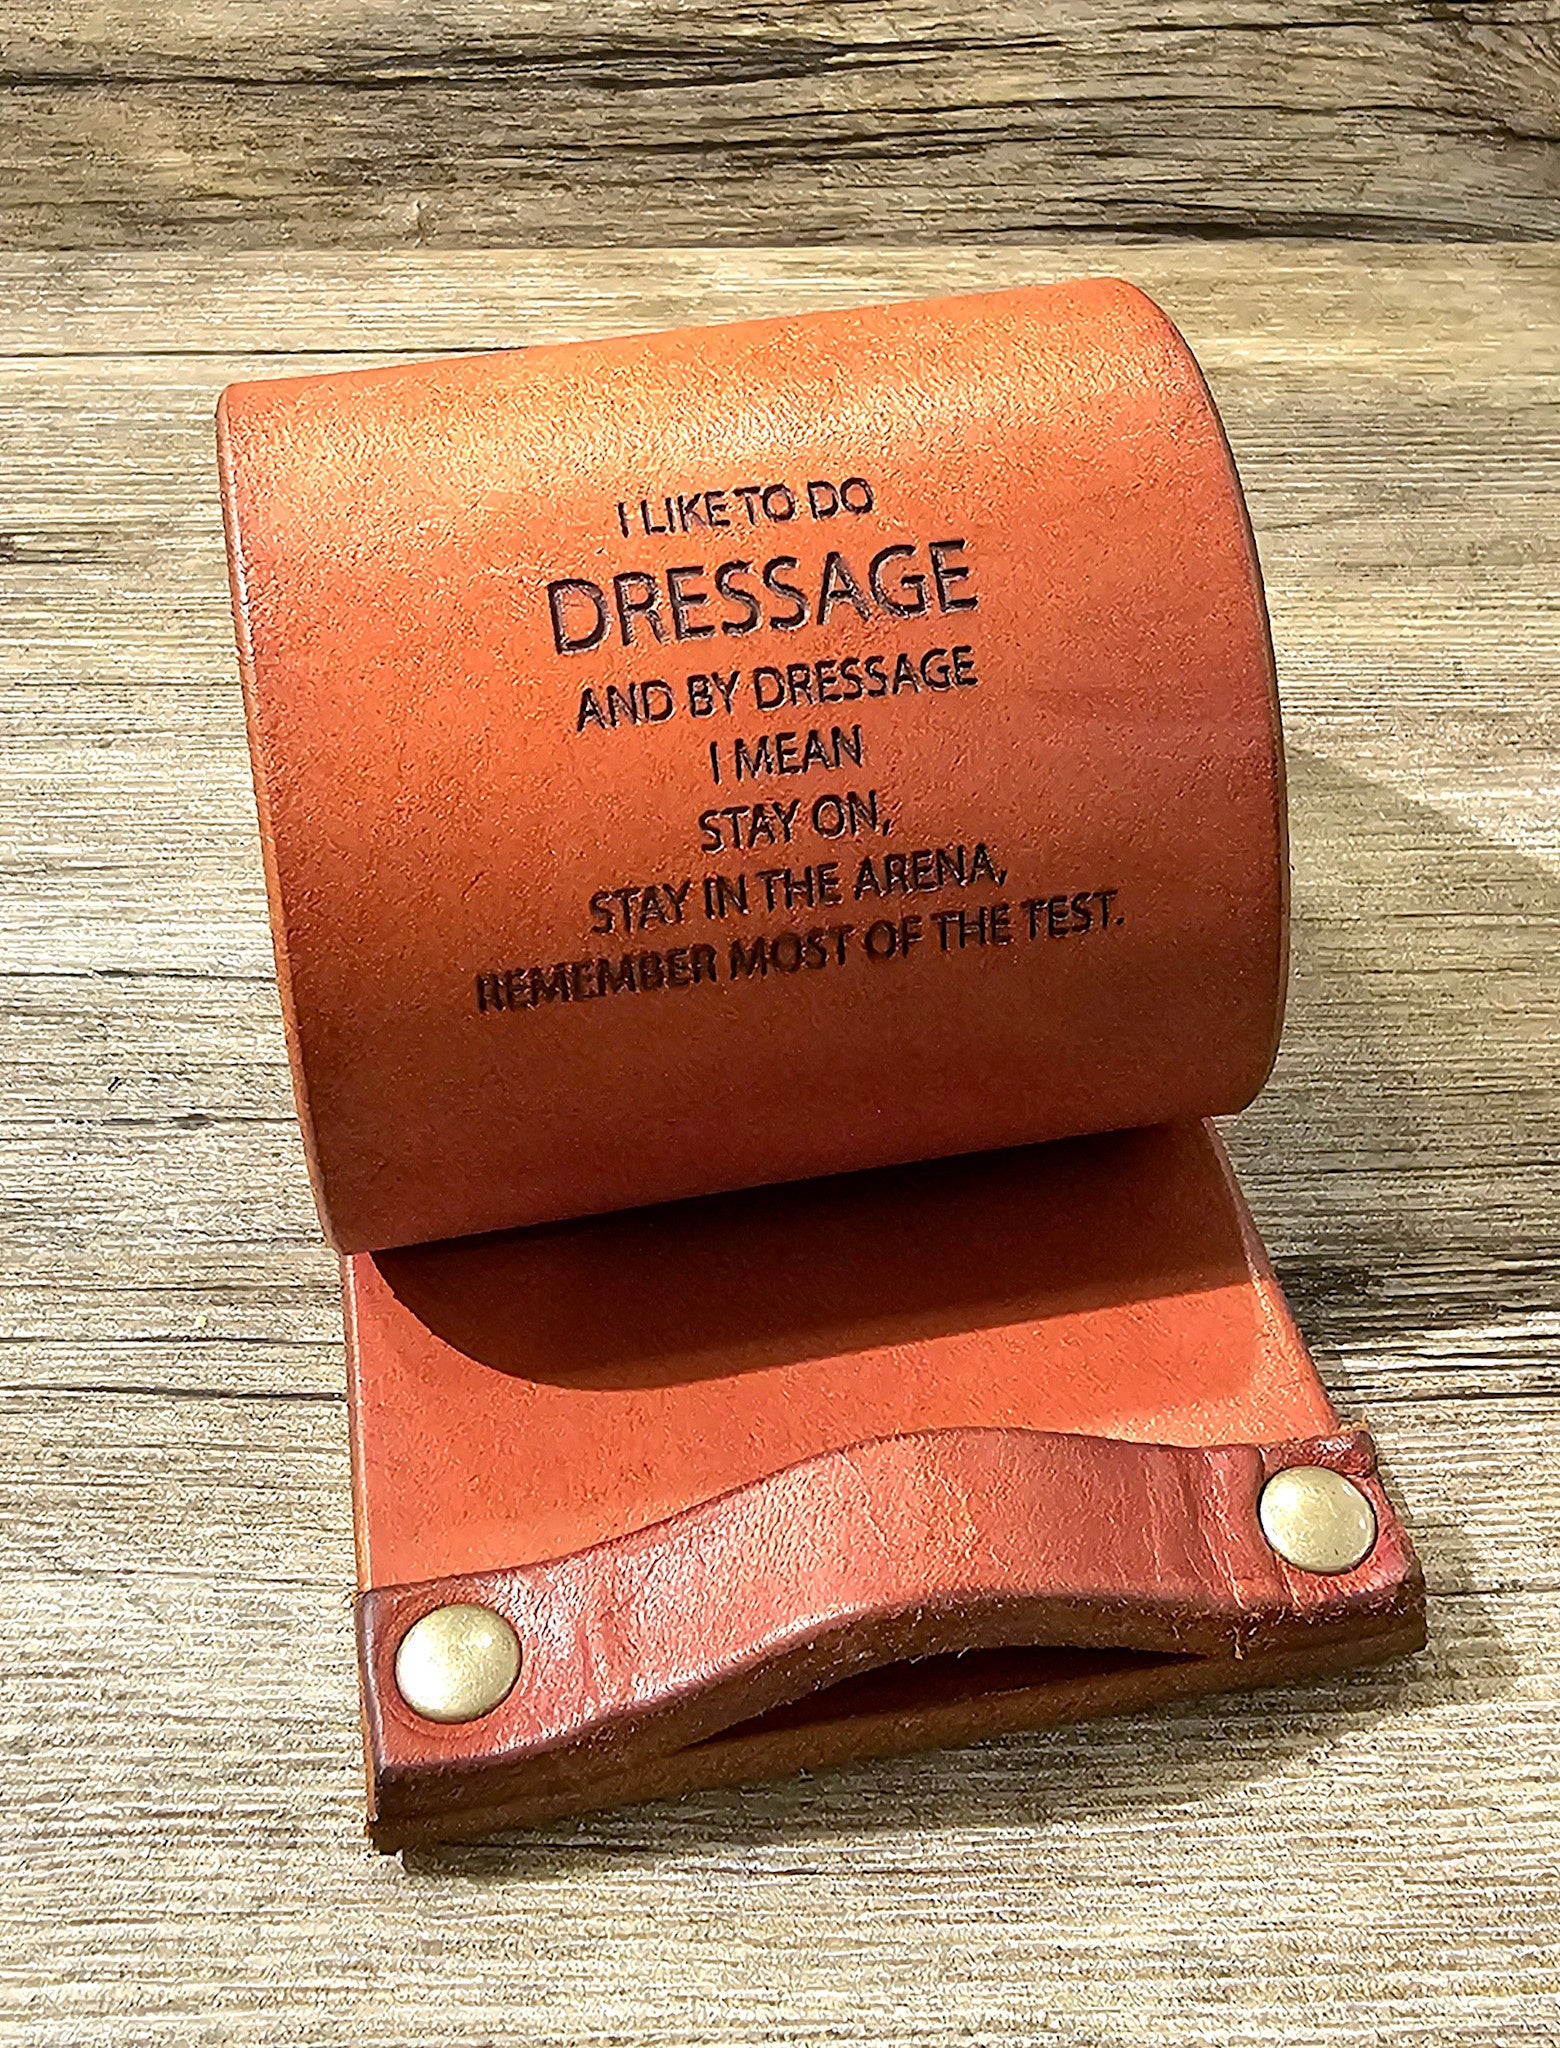 I LIKE TO DO
DRESSAGE
AND BY DRESSAGE
I MEAN
STAY ON,
STAY IN THE ARENA,
REMEMBER MOST OF THE TEST.